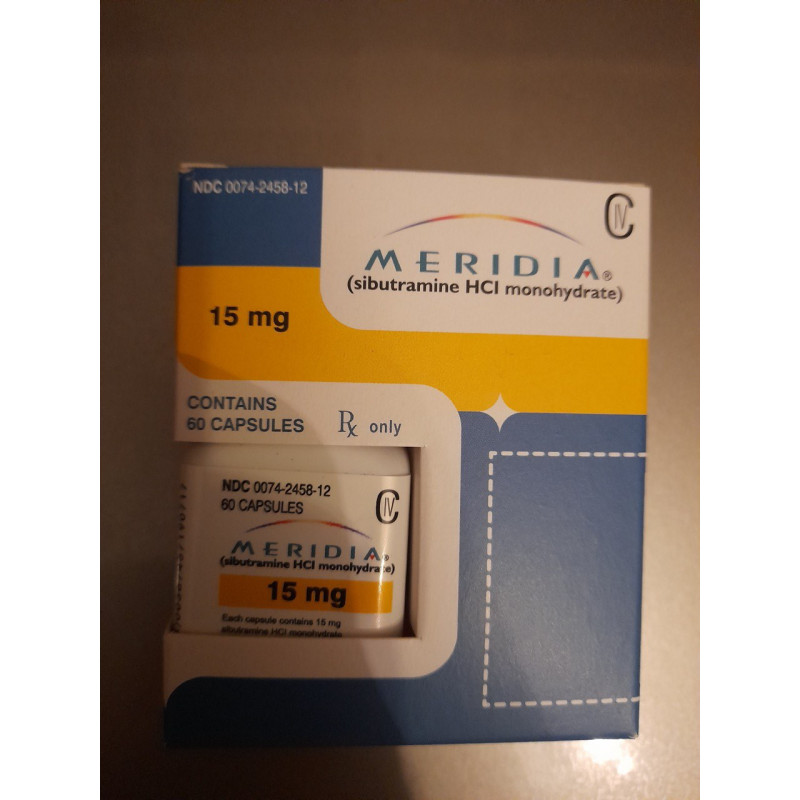 NDC 0074-2458-12
CIV
MERIDIA®
(sibutramine HCl monohydrate)
15 mg
CONTAINS
60 CAPSULES
Rx only
NDC 0074-2458-12
60 CAPSULES
CIV
MERIDIA®
(sibutramine HCl monohydrate)
15 mg
Each capsule contains 15 mg
sibutramine HCl monohydrate